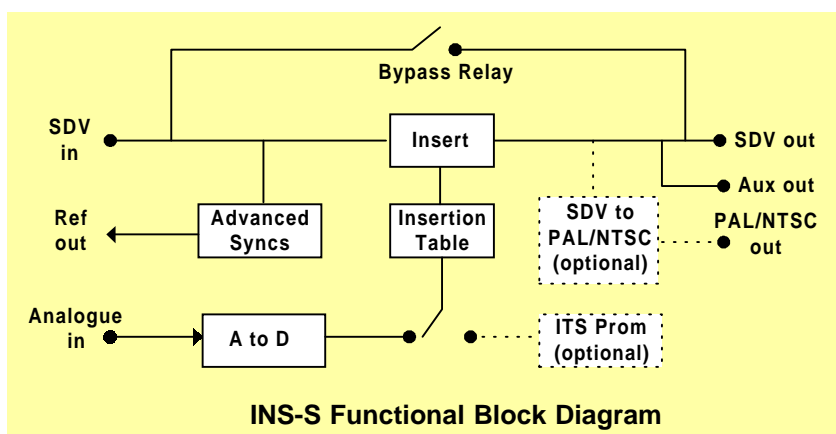 Bypass Relay
SDV
in
Insert
SDV out
Aux out
Ref
out
Advanced
Syncs
Insertion
Table
SDV to
PAL/NTSC
(optional)
PAL/NTSC
out
Analogue
in
A to D
ITS Prom
(optional)
INS-S Functional Block Diagram